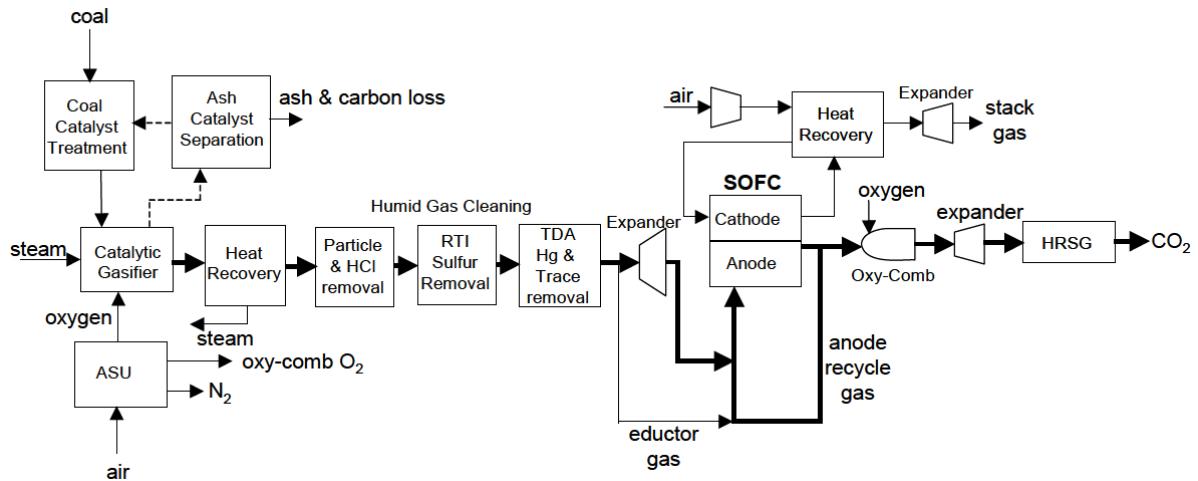 coal
Coal
Catalyst
Treatment
Ash
Catalyst
Separation
ash & carbon loss
air
Heat
Recovery
Expander
stack
gas
SOFC
Cathode
Anode
oxygen
Oxy-Comb
expander
HRSG
CO2
steam
Catalytic
Gasifier
Heat
Recovery
steam
Humid Gas Cleaning
Particle
& HCl
removal
RTI
Sulfur
Removal
TDA
Hg &
Trace
removal
Expander
oxygen
ASU
oxy-comb O2
N2
air
eductor
gas
anode
recycle
gas